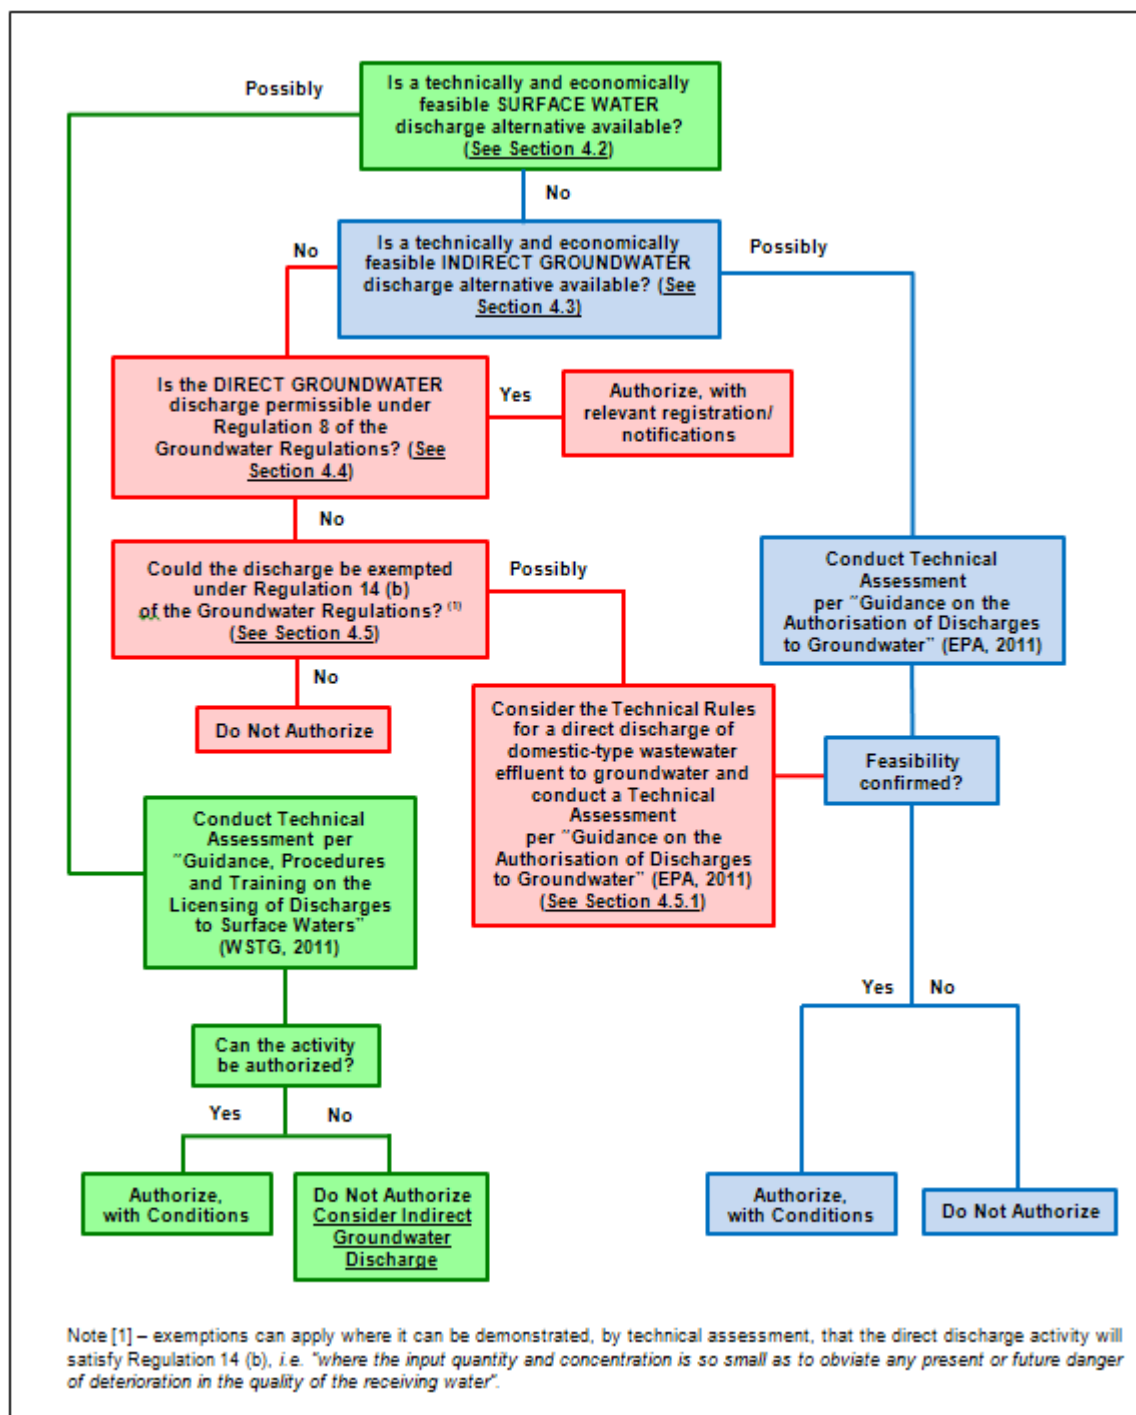 Possibly
Is a technically and economically
feasible SURFACE WATER
discharge alternative available?
(See Section 4.2)
No
No
Is a technically and economically
feasible INDIRECT GROUNDWATER
discharge alternative available? (See
Section 4.3)
Possibly
Is the DIRECT GROUNDWATER
discharge permissible under
Regulation 8 of the
Groundwater Regulations? (See
Section 4.4)
Yes
Authorize, with
relevant registration/
notifications
No
Could the discharge be exempted
under Regulation 14 (b)
of the Groundwater Regulations? (1)
(See Section 4.5)
Possibly
Conduct Technical
Assessment
per "Guidance on the
Authorisation of Discharges
to Groundwater" (EPA, 2011)
No
Do Not Authorize
Consider the Technical Rules
for a direct discharge of
domestic-type wastewater
effluent to groundwater and
conduct a Technical
Assessment
per "Guidance on the
Authorisation of Discharges
to Groundwater" (EPA, 2011)
(See Section 4.5.1)
Feasibility
confirmed?
Conduct Technical
Assessment per
"Guidance, Procedures
and Training on the
Licensing of Discharges
to Surface Waters"
(WSTG, 2011)
Yes
No
Can the activity
be authorized?
Yes
No
Authorize,
with Conditions
Do Not Authorize
Consider Indirect
Groundwater
Discharge
Authorize,
with Conditions
Do Not Authorize
Note [1] – exemptions can apply where it can be demonstrated, by technical assessment, that the direct discharge activity will
satisfy Regulation 14 (b), i.e. "where the input quantity and concentration is so small as to obviate any present or future danger
of deterioration in the quality of the receiving water".